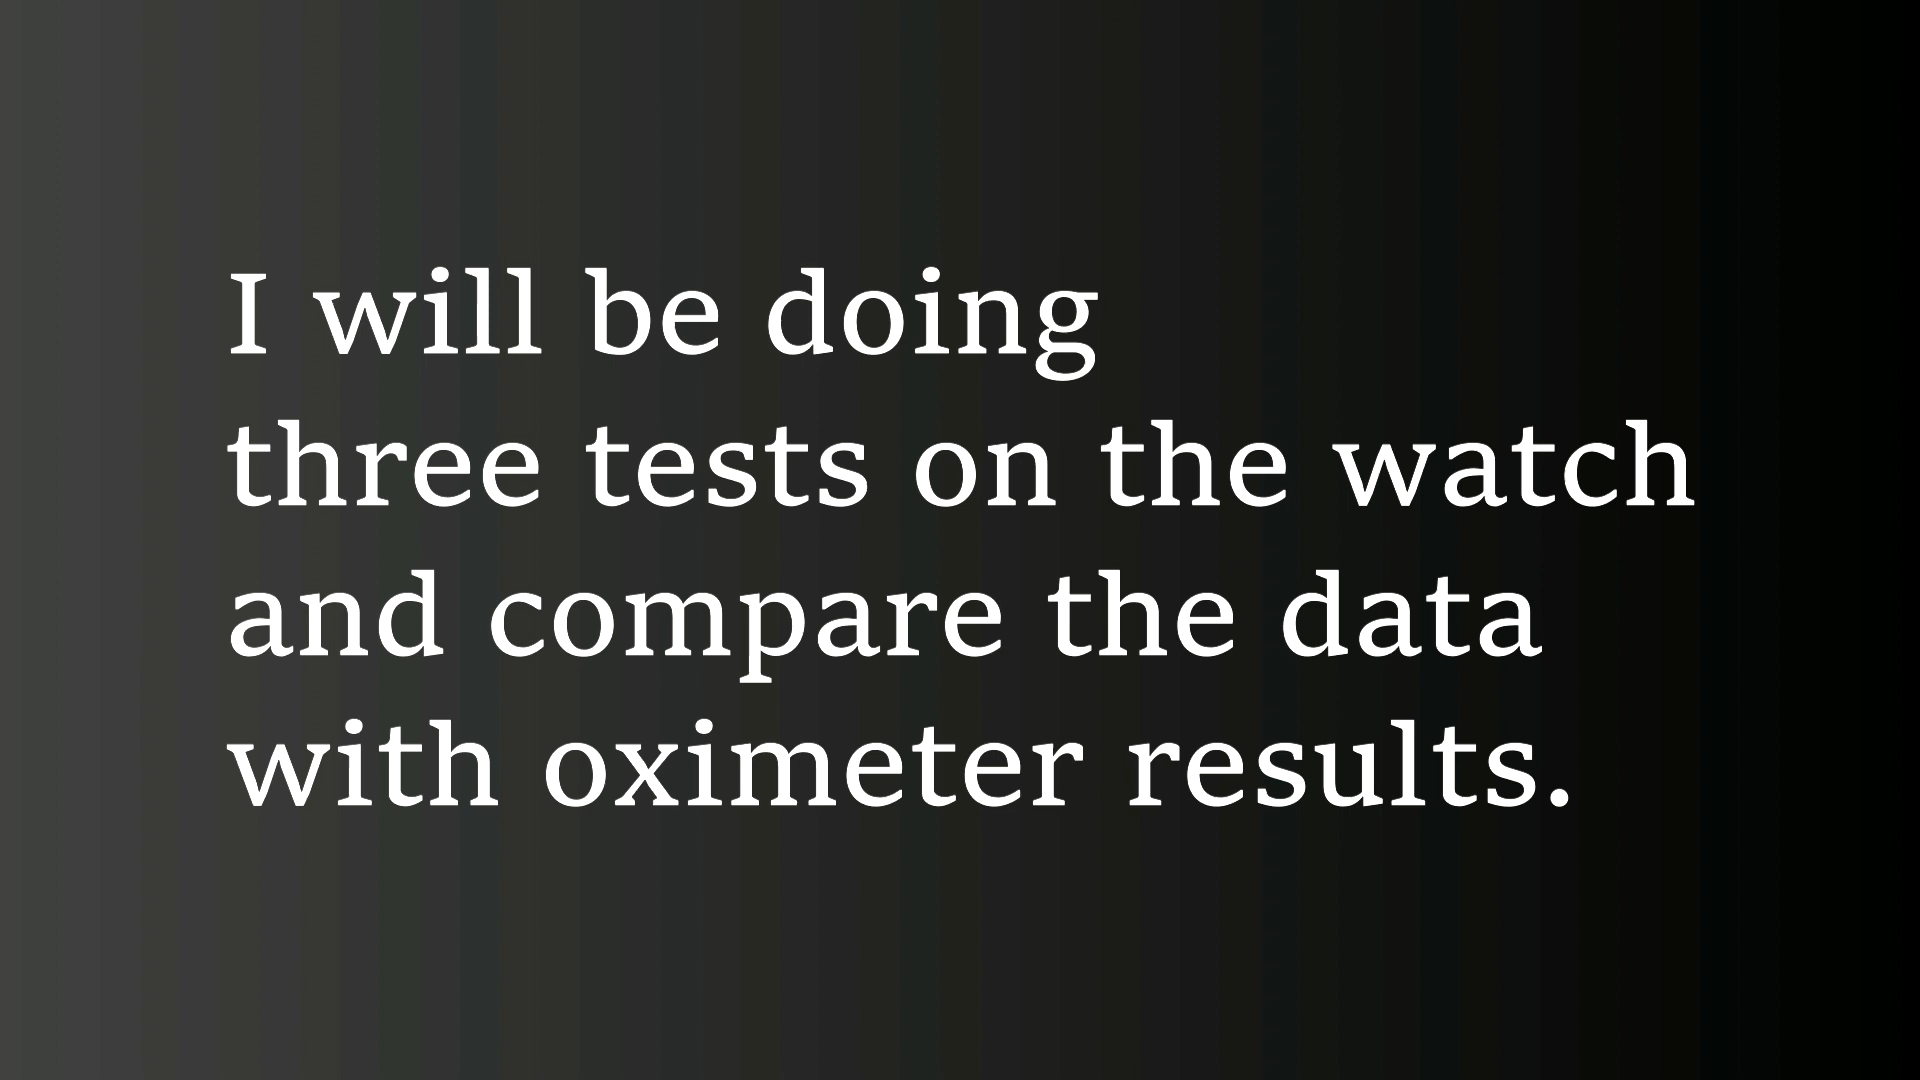 I will be doing
three tests on the watch
and compare the data
with oximeter results.